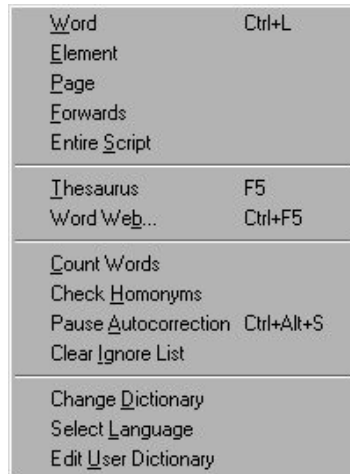 Word Ctrl+L
Element
Page
Forwards
Entire Script
Thesaurus F5
Word Web... Ctrl+F5
Count Words
Check Homonyms
Pause Autocorrection Ctrl+Alt+S
Clear Ignore List
Change Dictionary
Select Language
Edit User Dictionary